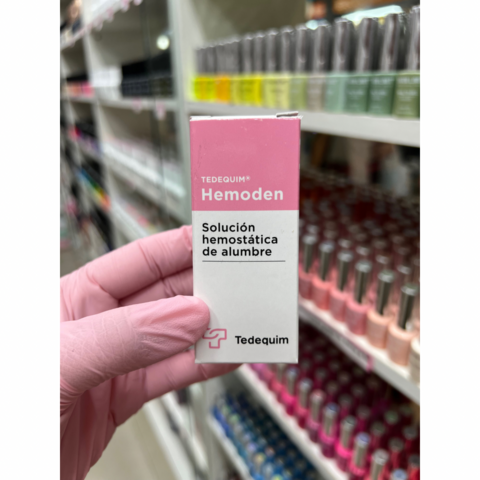 TEDEQUIM®
Hemoden
Solución
hemostática
de alumbre
Tedequim